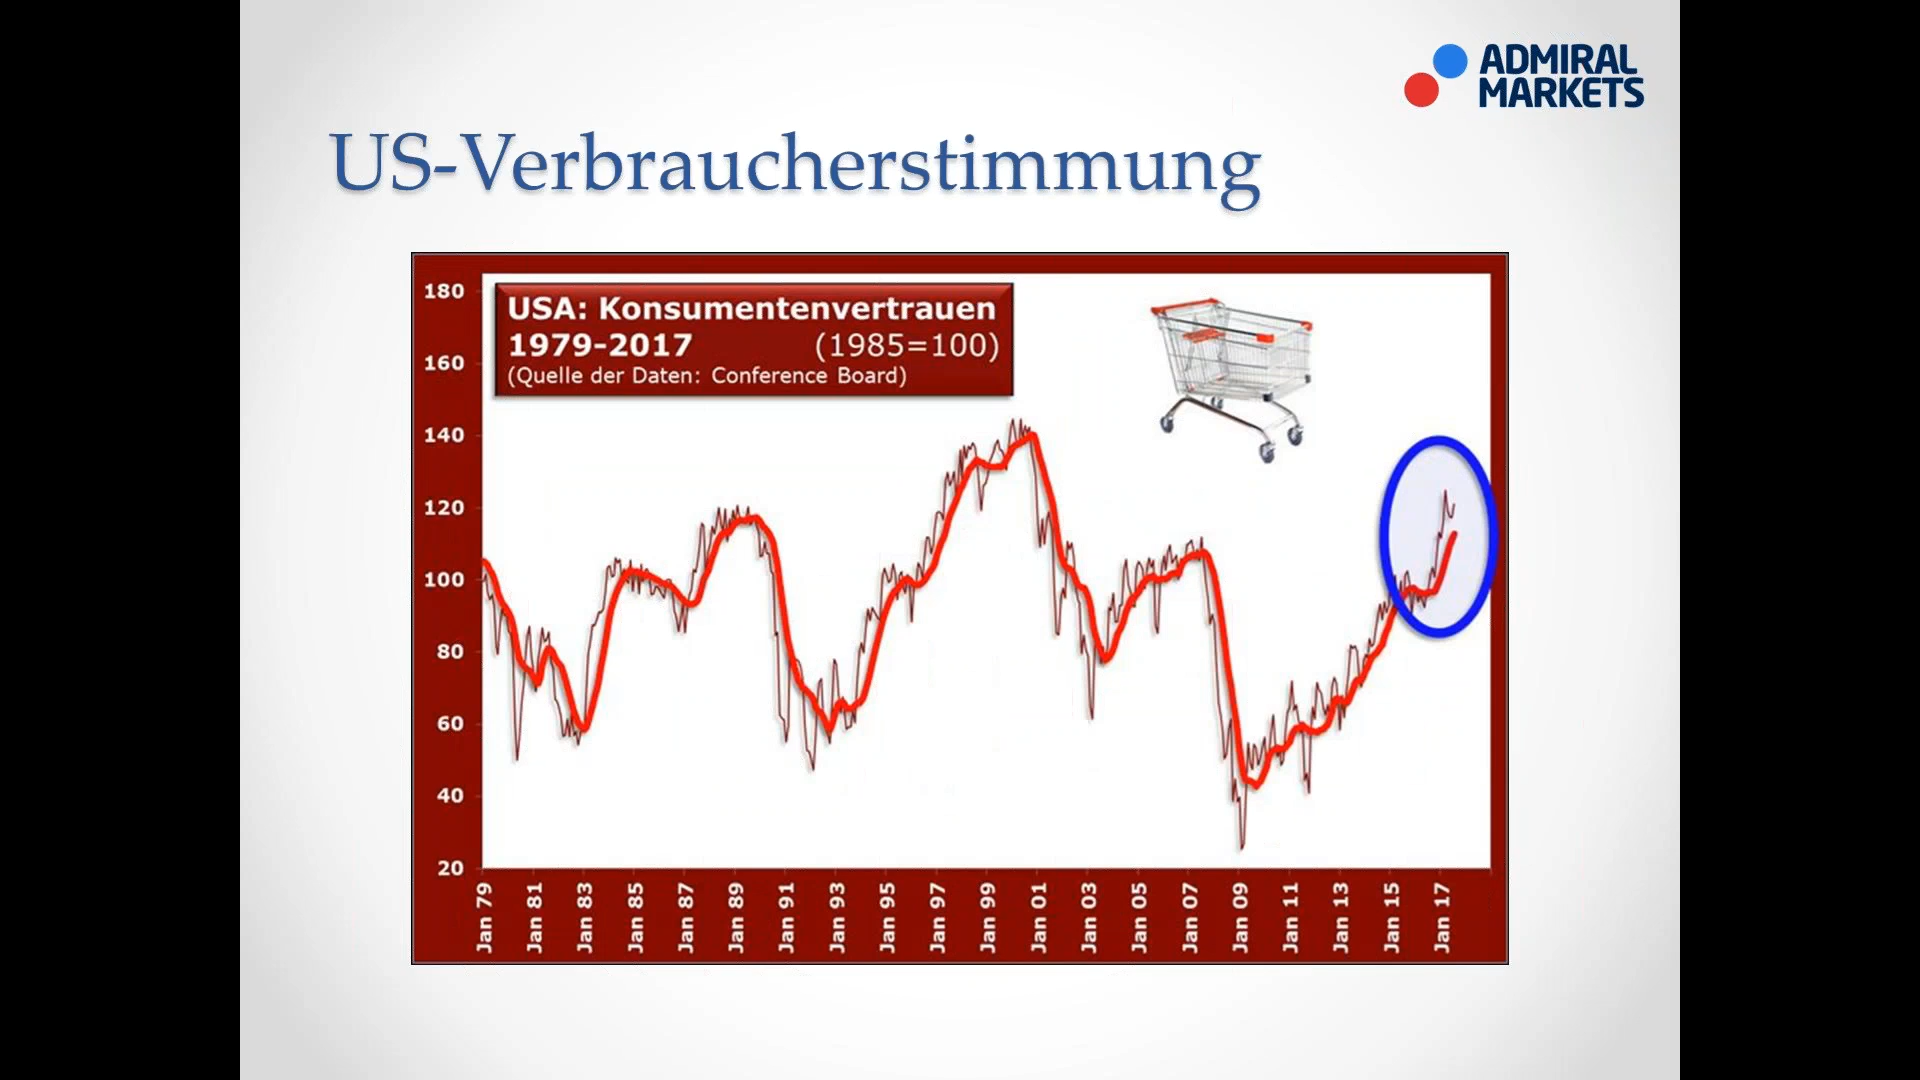 ADMIRAL
MARKETS
US-Verbraucherstimmung
USA: Konsumentenvertrauen
1979-2017 (1985=100)
(Quelle der Daten: Conference Board)
180
160
140
120
100
80
60
40
20
Jan 79
Jan 81
Jan 83
Jan 85
Jan 87
Jan 89
Jan 91
Jan 93
Jan 95
Jan 97
Jan 99
Jan 01
Jan 03
Jan 05
Jan 07
Jan 09
Jan 11
Jan 13
Jan 15
Jan 17